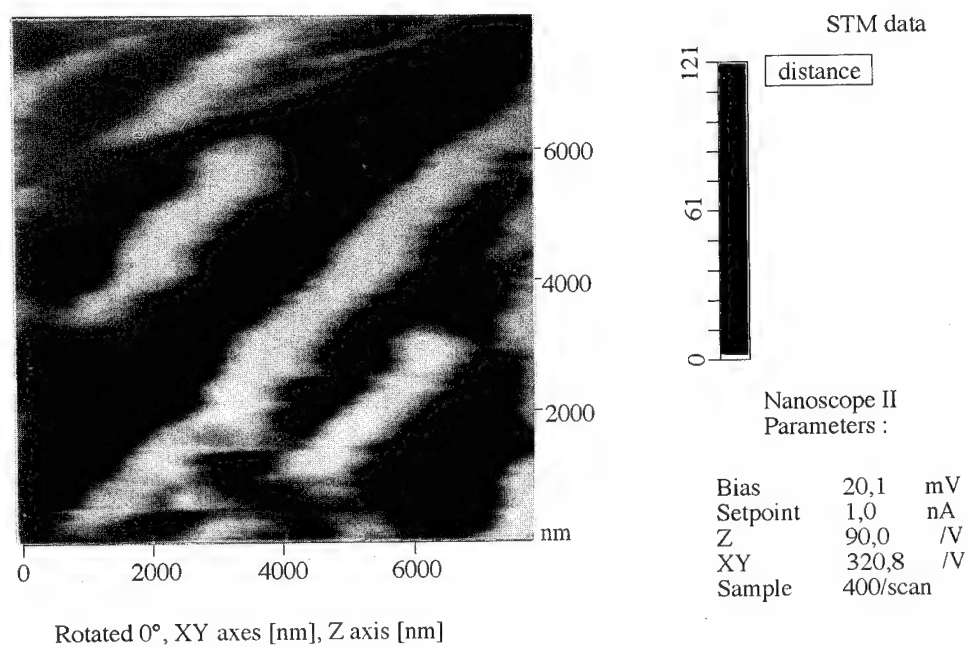 STM data
distance
121
61
0
6000
4000
2000
nm
0 2000 4000 6000
Nanoscope II
Parameters :
Bias 20,1 mV
Setpoint 1,0 nA
Z 90,0 /V
XY 320,8 /V
Sample 400/scan
Rotated 0°, XY axes [nm], Z axis [nm]